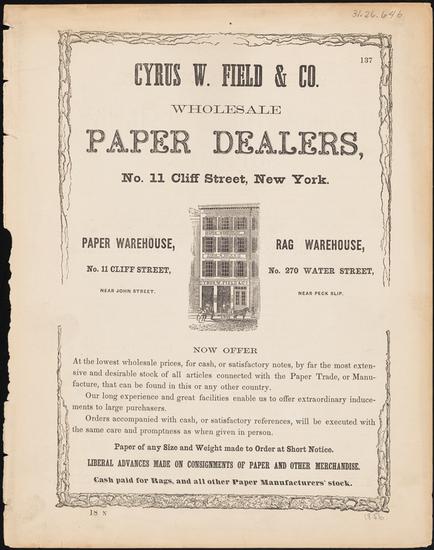 31.26.646
137
CYRUS W. FIELD & CO.
WHOLESALE
PAPER DEALERS,
No. 11 Cliff Street, New York.
PAPER WAREHOUSE,
No. 11 CLIFF STREET,
NEAR JOHN STREET.
RAG WAREHOUSE,
No. 270 WATER STREET,
NEAR PECK SLIP.
CYRUS W. FIELD & CO.
NOW OFFER
At the lowest wholesale prices, for cash, or satisfactory notes, by far the most exten-
sive and desirable stock of all articles connected with the Paper Trade, or Manu-
facture, that can be found in this or any other country.
Our long experience and great facilities enable us to offer extraordinary induce-
ments to large purchasers.
Orders accompanied with cash, or satisfactory references, will be executed with
the same care and promptness as when given in person.
Paper of any Size and Weight made to Order at Short Notice.
LIBERAL ADVANCES MADE ON CONSIGNMENTS OF PAPER AND OTHER MERCHANDISE.
Cash paid for Rags, and all other Paper Manufacturers' stock.
18 N